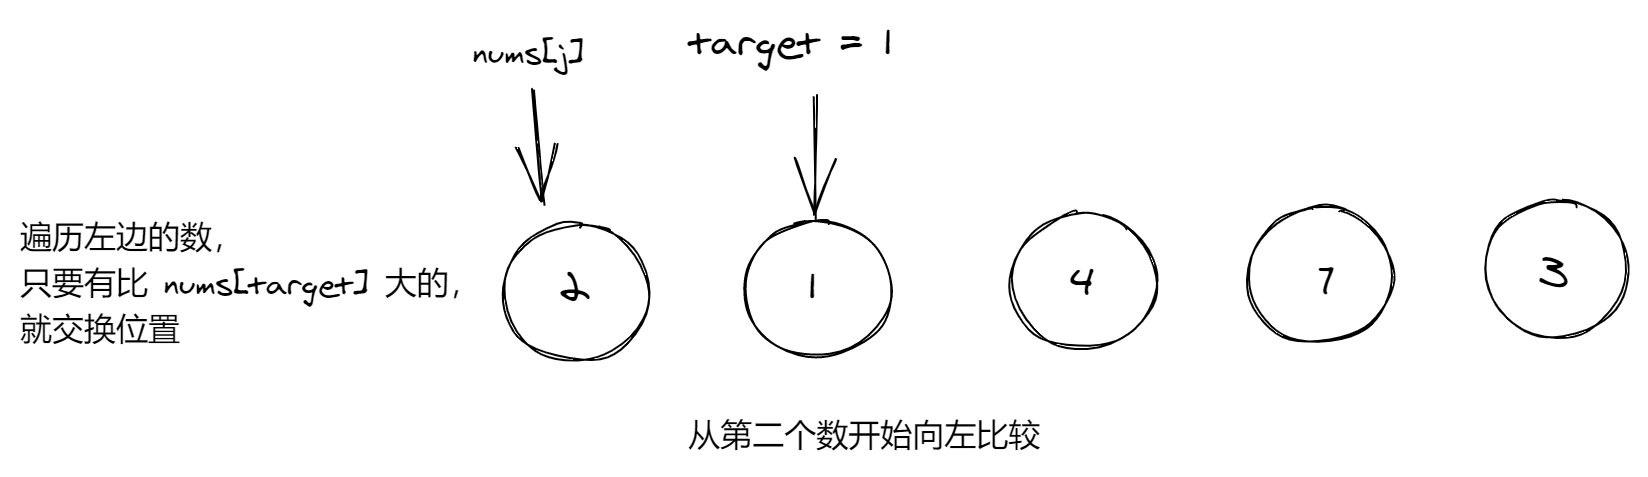 nums[j]
target = 1
遍历左边的数,
只要有比 nums[target] 大的,
就交换位置
2
1
4
7
3
从第二个数开始向左比较